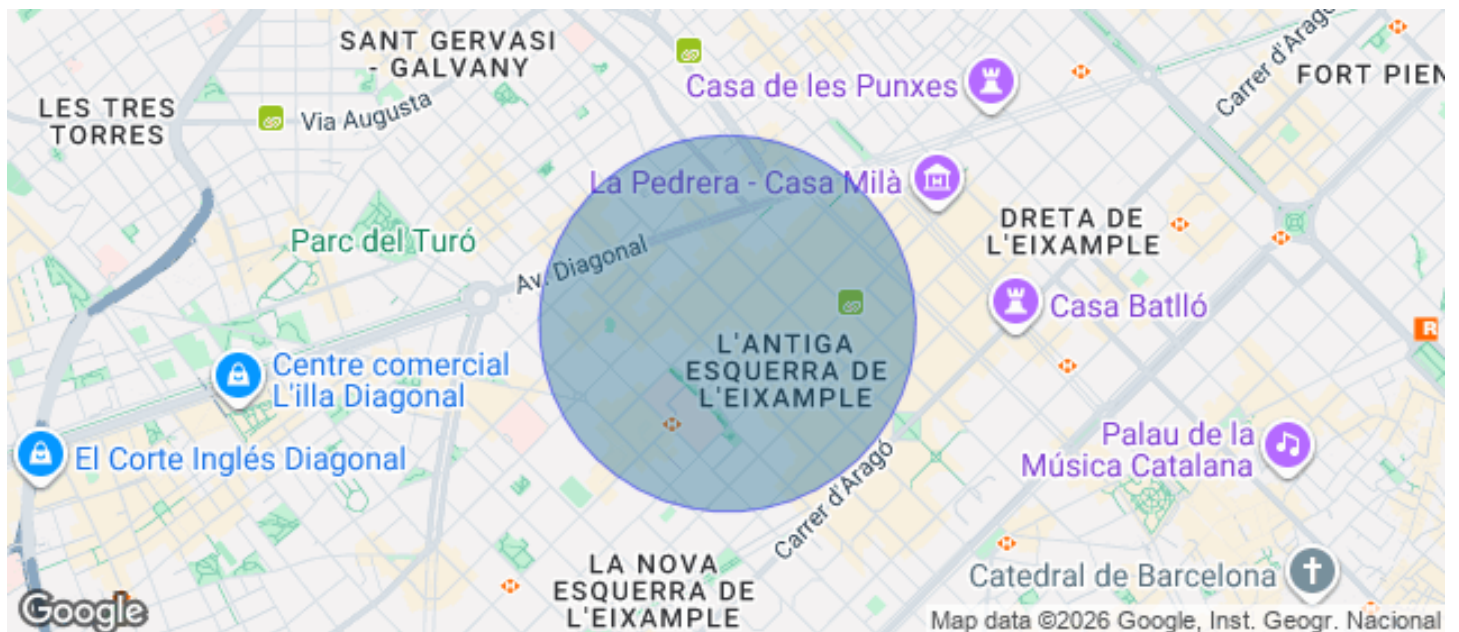 SANT GERVASI
- GALVANY
Casa de les Punxes
Carrer d'Arag
FORT PIEN
LES TRES
TORRES
Via Augusta
La Pedrera - Casa Milà
DRETA DE
L'EIXAMPLE
Parc del Turó
Av. Diagonal
Casa Batlló
L'ANTIGA
ESQUERRA DE
L'EIXAMPLE
R
Centre comercial
L'illa Diagonal
El Corte Inglés Diagonal
Palau de la
Música Catalana
Carrer d'Aragó
LA NOVA
ESQUERRA DE
L'EIXAMPLE
Catedral de Barcelona
Google
Map data ©2026 Google, Inst. Geogr. Nacional